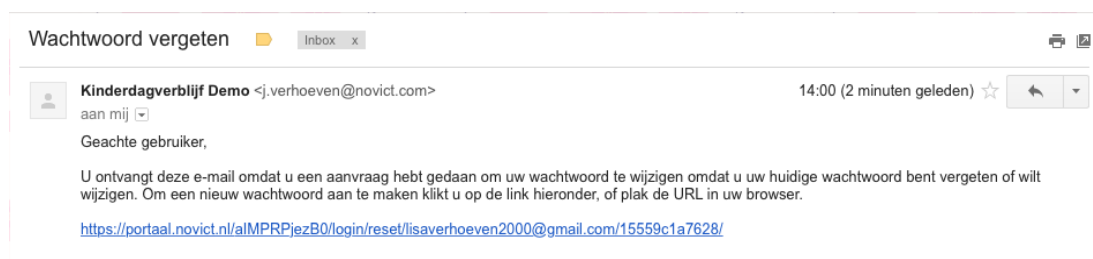 Wachtwoord vergeten Inbox x
Kinderdagverblijf Demo <j.verhoeven@novict.com> 14:00 (2 minuten geleden)
aan mij
Geachte gebruiker,
U ontvangt deze e-mail omdat u een aanvraag hebt gedaan om uw wachtwoord te wijzigen omdat u uw huidige wachtwoord bent vergeten of wilt
wijzigen. Om een nieuw wachtwoord aan te maken klikt u op de link hieronder, of plak de URL in uw browser.
https://portaal.novict.nl/aIMPRPjezB0/login/reset/lisaverhoeven2000@gmail.com/15559c1a7628/